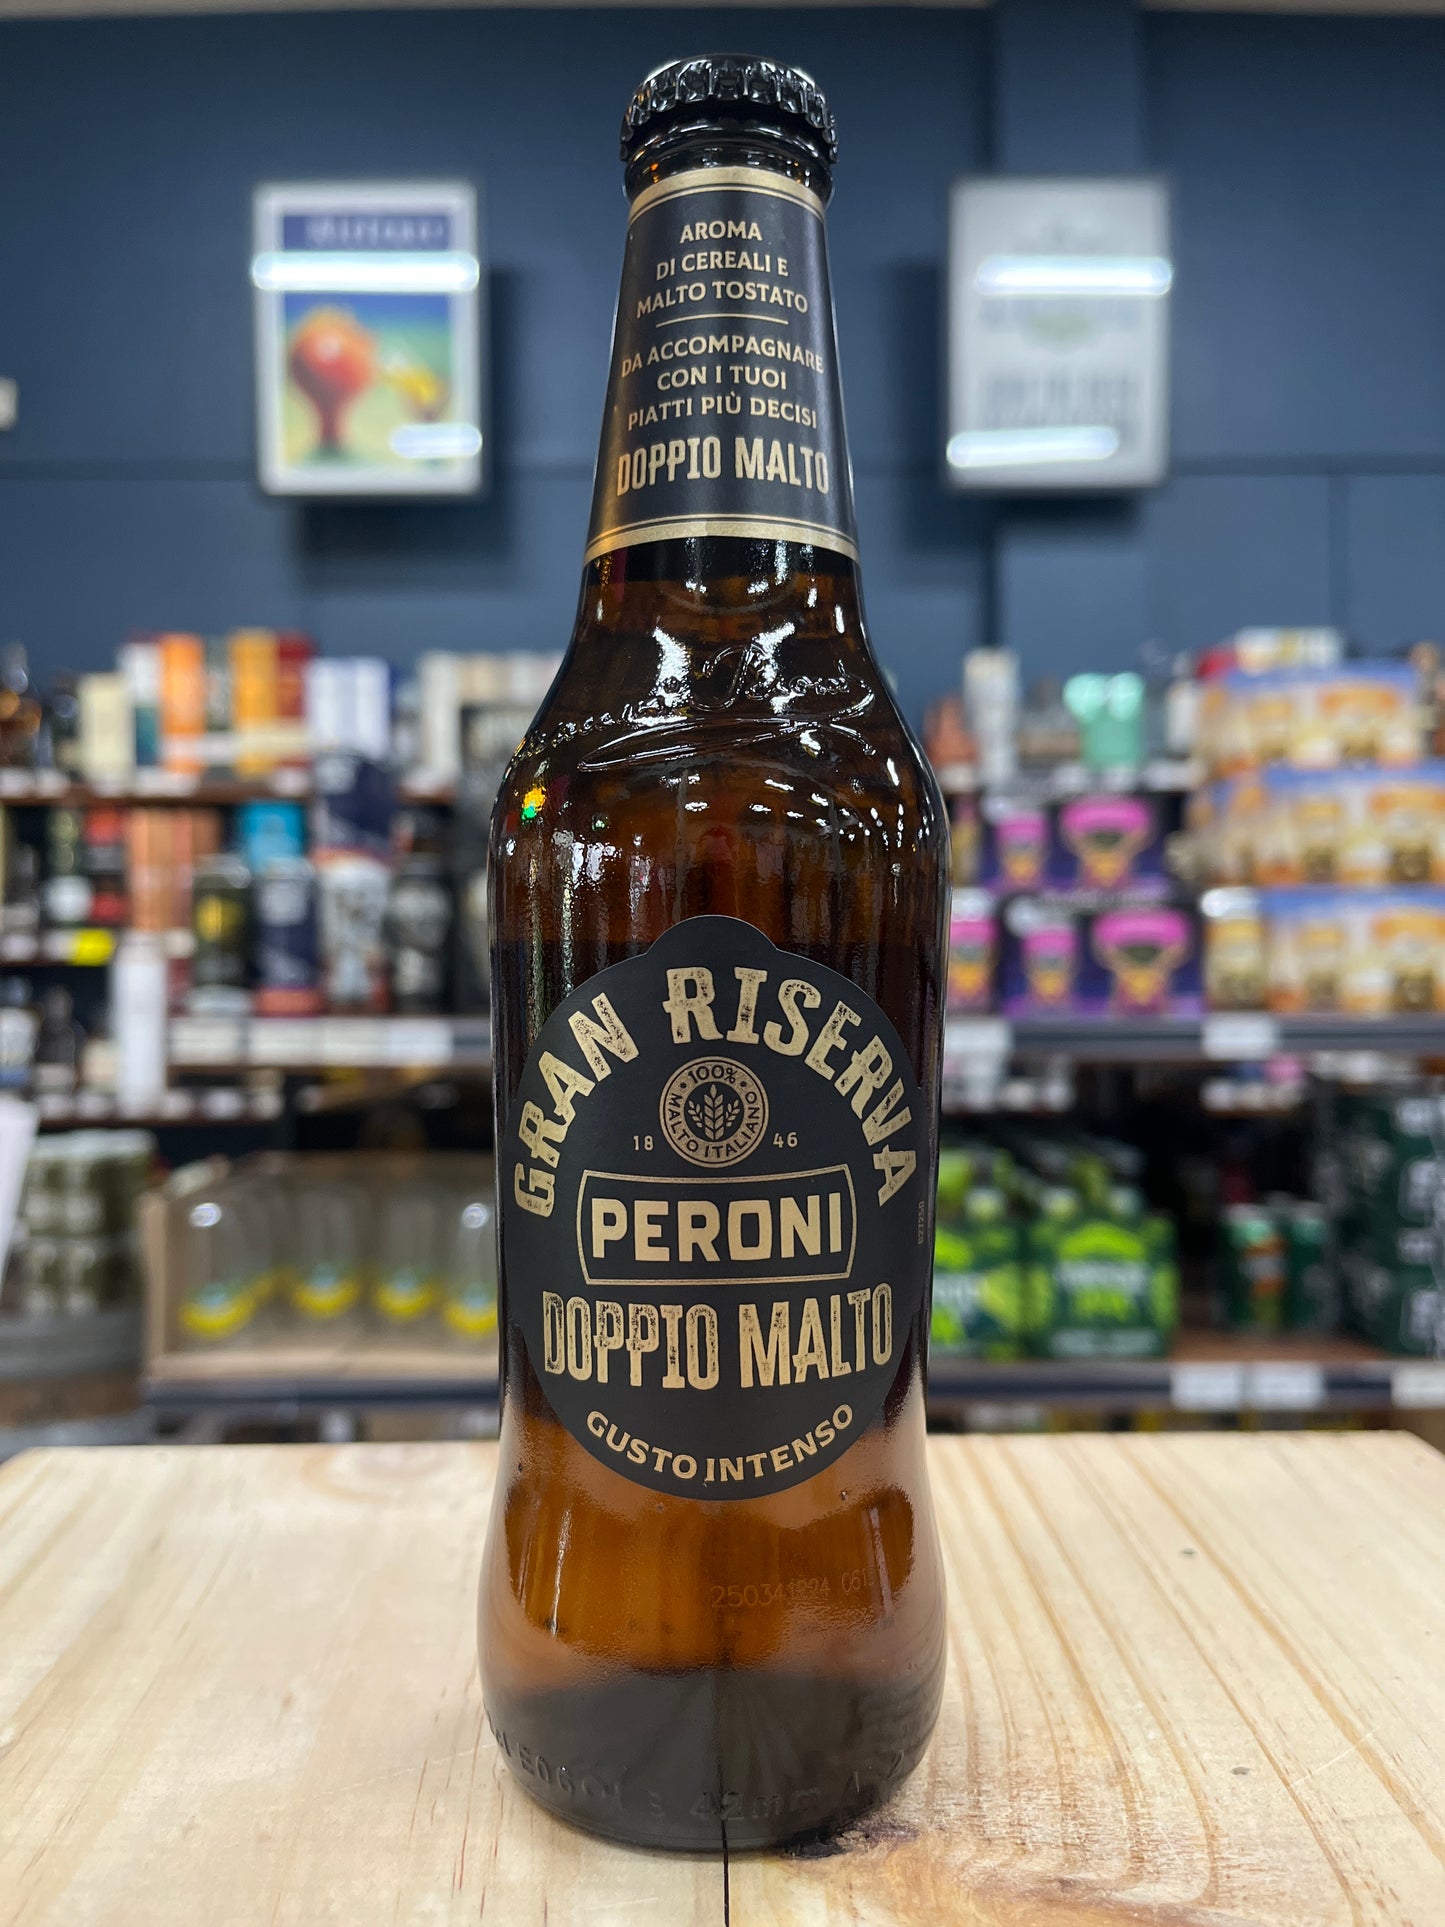 AROMA
DI CEREALI E
MALTO TOSTATO
DA ACCOMPAGNARE
CON I TUOI
PIATTI PIÙ DECISI
DOPPIO MALTO
Peroni
GRAN RISERVA
100%
MALTO ITALIANO
18 46
PERONI
DOPPIO MALTO
GUSTO INTENSO